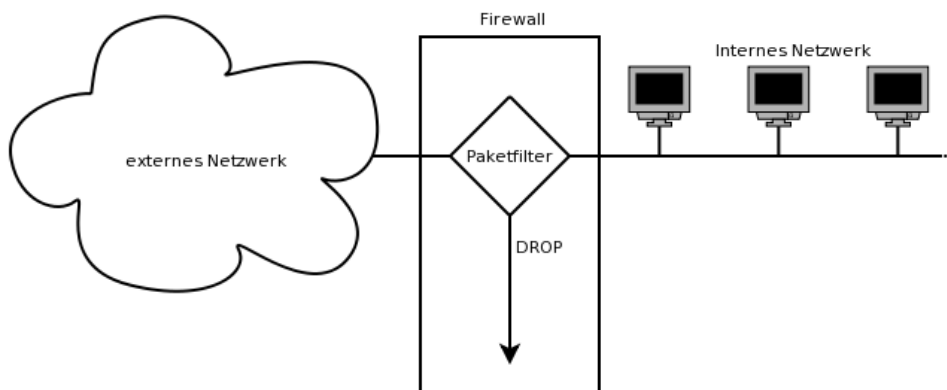 Firewall
Internes Netzwerk
externes Netzwerk
Paketfilter
DROP